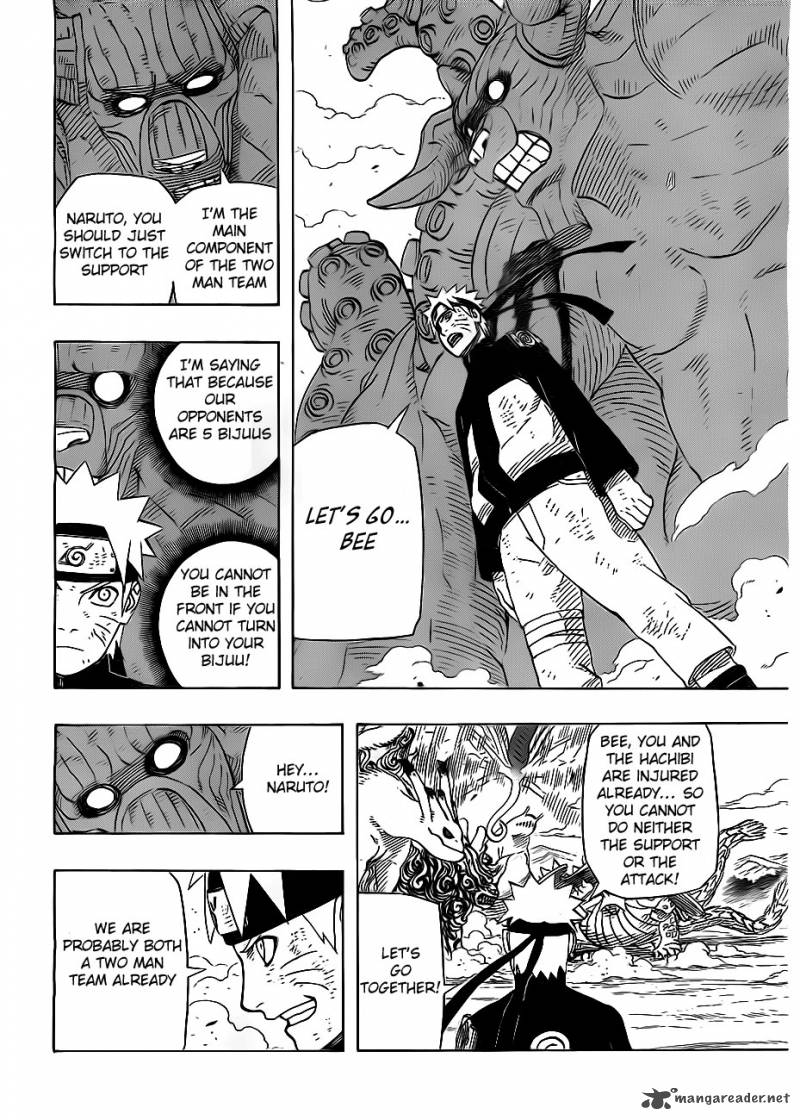 LET'S GO...
BEE
I'M THE
MAIN
COMPONENT
OF THE TWO
MAN TEAM
NARUTO, YOU
SHOULD JUST
SWITCH TO
THE SUPPORT
I'M SAYING
THAT BECAUSE
OUR
OPPONENTS
ARE 5 BIJUUS
YOU CANNOT
BE IN
THE FRONT
IF YOU
CANNOT TURN
INTO YOUR
BIJUU!
BEE, YOU AND
THE HACHIBI
ARE INJURED
ALREADY... SO
YOU CANNOT
DO NEITHER
THE SUPPORT
OR THE
ATTACK!
LET'S
GO
TOGETHER!
HEY...
NARUTO!
WE ARE
PROBABLY BOTH
A TWO MAN
TEAM ALREADY
mangareader.net